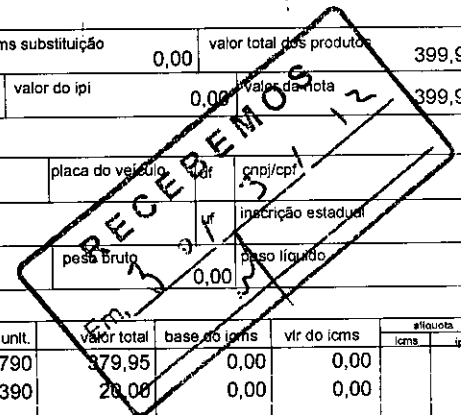 ms substituição 0,00 valor total dos produtos 399,9
valor do ipi 0,00 valor da nota 399,9
placa do veículo uf cnpj/cpf
uf inscrição estadual
peso bruto 0,00 peso líquido
RECEBEMOS
Em,
unit. valor total base do icms vlr do icms aliquota
icms ip
790 379,95 0,00 0,00
390 20,00 0,00 0,00